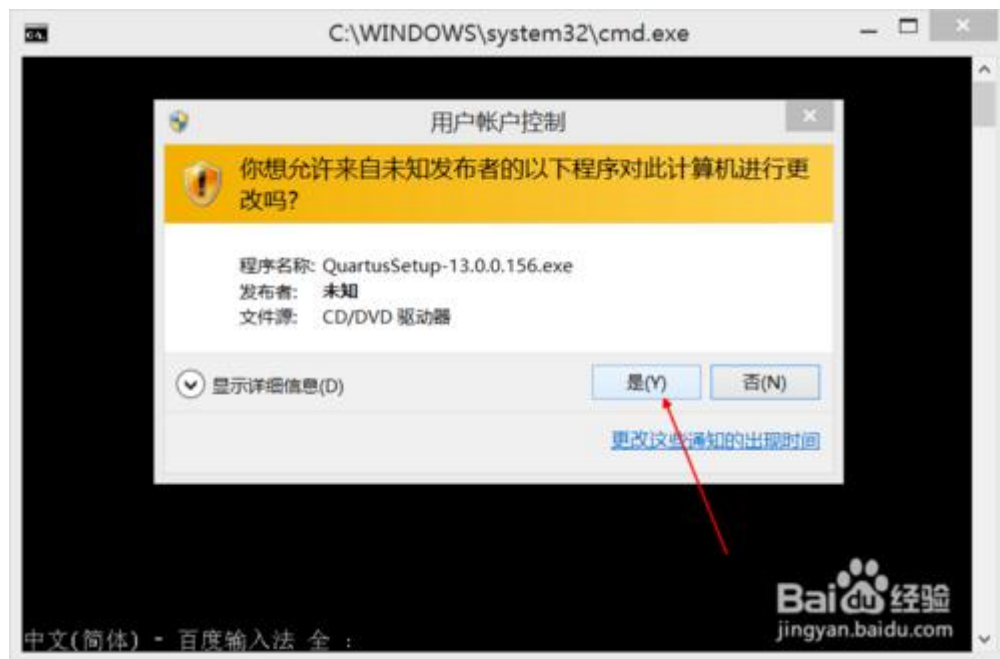 C:\WINDOWS\system32\cmd.exe
用户帐户控制
你想允许来自未知发布者的以下程序对此计算机进行更
改吗?
程序名称: QuartusSetup-13.0.0.156.exe
发布者: 未知
文件源: CD/DVD 驱动器
显示详细信息(D)
是(Y)
否(N)
更改这些通知的出现时间
Baidu经验
jingyan.baidu.com
中文(简体) - 百度输入法 全 :